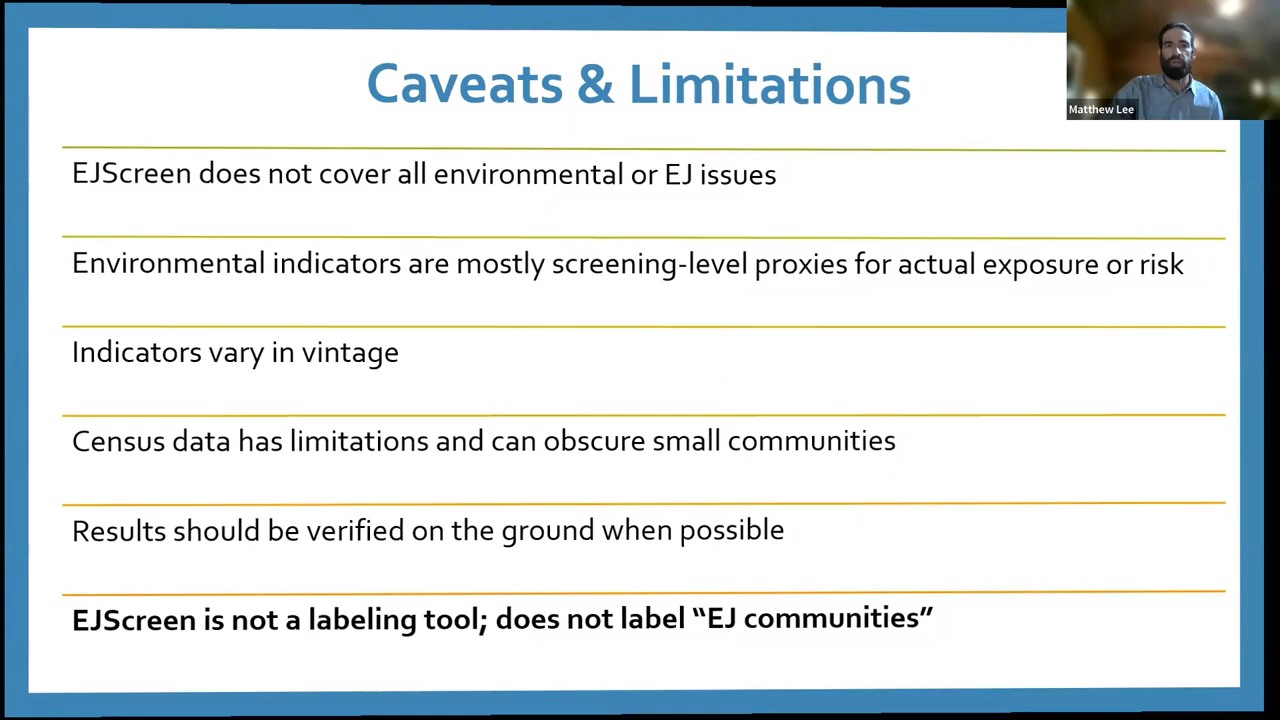 Caveats & Limitations
Matthew Lee
EJScreen does not cover all environmental or EJ issues
Environmental indicators are mostly screening-level proxies for actual exposure or risk
Indicators vary in vintage
Census data has limitations and can obscure small communities
Results should be verified on the ground when possible
EJScreen is not a labeling tool; does not label “EJ communities”